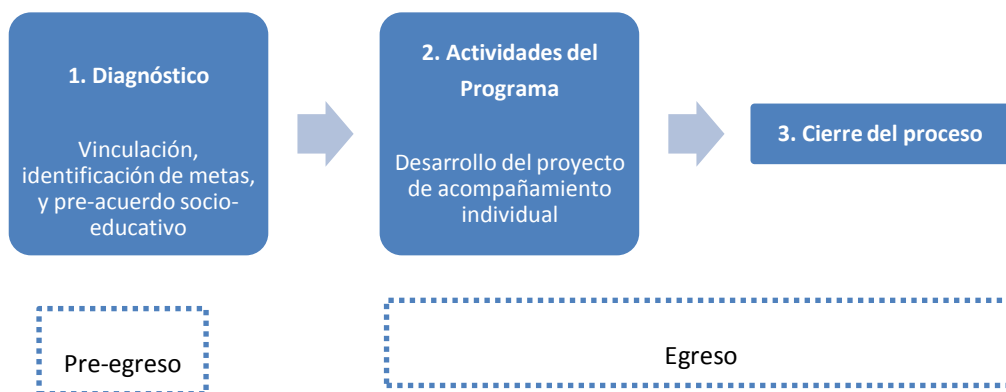 1. Diagnóstico
Vinculación,
identificación de metas,
y pre-acuerdo socio-
educativo
2. Actividades del
Programa
Desarrollo del proyecto
de acompañamiento
individual
3. Cierre del proceso
Pre-egreso
Egreso